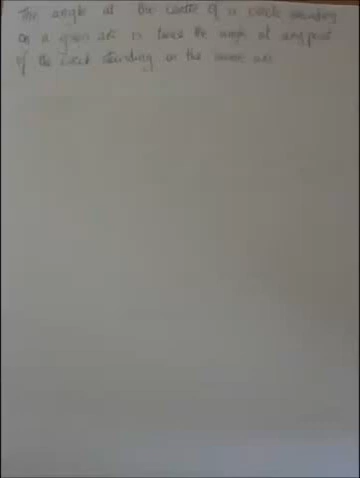 The angle at the centre of a circle standing
on a given arc is twice the angle at any point
of the circle standing on the same arc